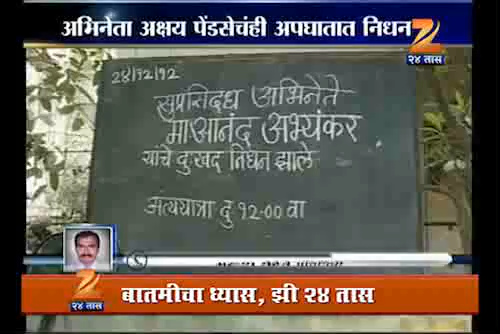 अभिनेता अक्षय पेंडसेचंही अपघातात निधन
२४ तास
२४/१२/१२
सुप्रसिद्ध अभिनेते
मा आनंद अभ्यंकर
यांचे दुःखद निधन झाले
अंत्ययात्रा दु १२-०० वा
२४ तास
बातमीचा ध्यास, झी २४ तास